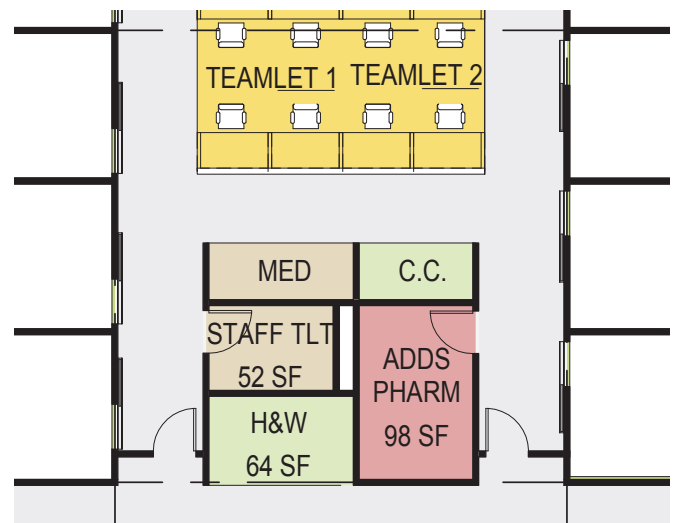 TEAMLET 1
TEAMLET 2
MED
C.C.
STAFF TLT
52 SF
ADDS
PHARM
98 SF
H&W
64 SF